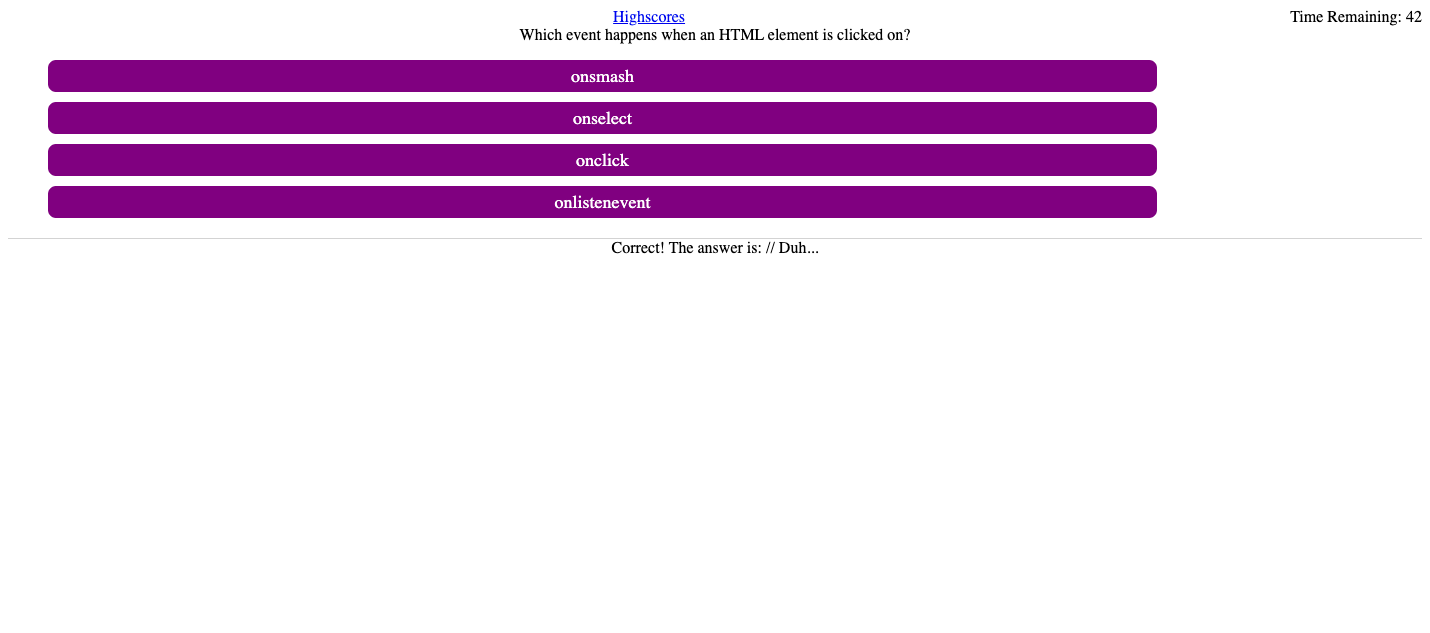 Highscores
Time Remaining: 42
Which event happens when an HTML element is clicked on?
onsmash
onselect
onclick
onlistenevent
Correct! The answer is: // Duh...